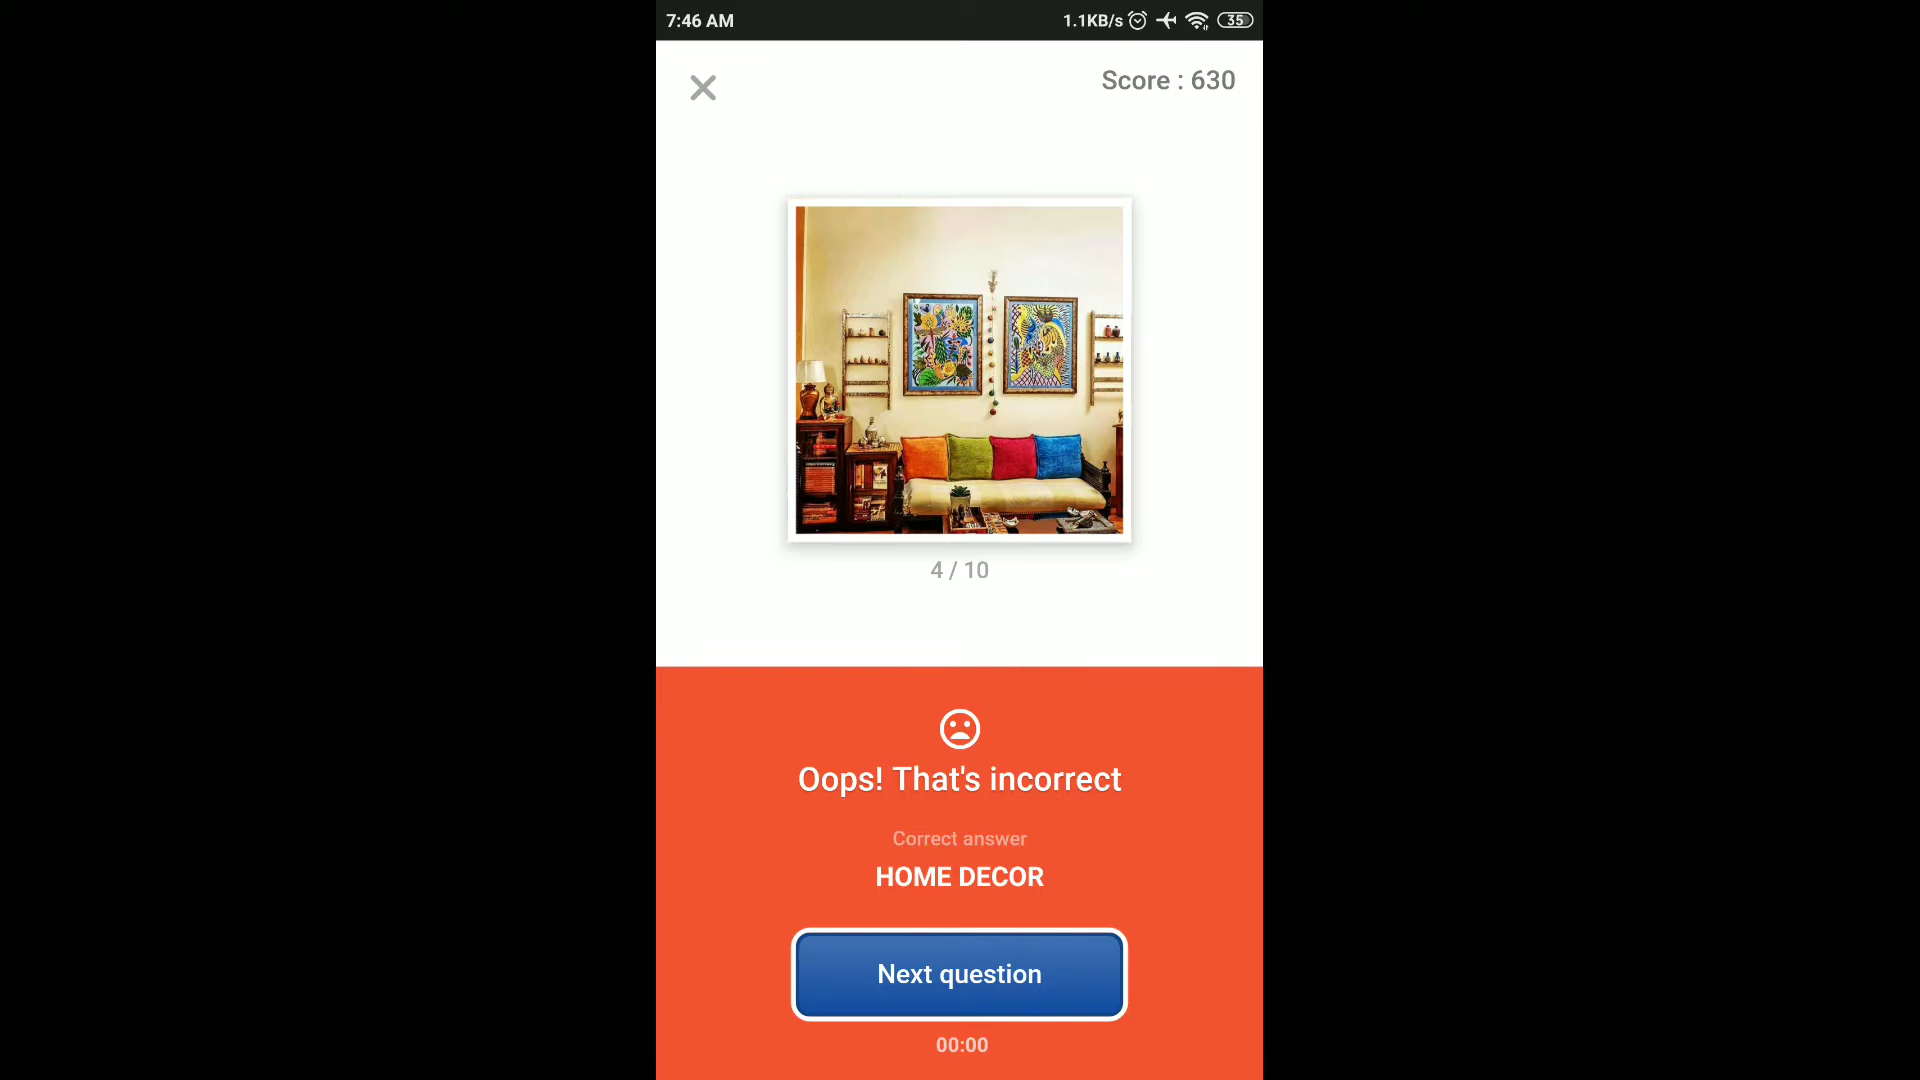 7:46 AM
1.1KB/s
35
Score : 630
4 / 10
Oops! That's incorrect
Correct answer
HOME DECOR
Next question
00:00